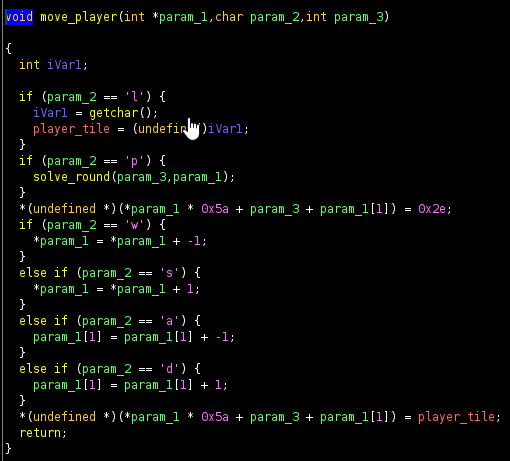 void move_player(int *param_1,char param_2,int param_3)
{
int iVar1;
if (param_2 == 'l') {
iVar1 = getchar();
player_tile = (undefin )iVar1;
}
if (param_2 == 'p') {
solve_round(param_3,param_1);
}
*(undefined *)(*param_1 * 0x5a + param_3 + param_1[1]) = 0x2e;
if (param_2 == 'w') {
*param_1 = *param_1 + -1;
}
else if (param_2 == 's') {
*param_1 = *param_1 + 1;
}
else if (param_2 == 'a') {
param_1[1] = param_1[1] + -1;
}
else if (param_2 == 'd') {
param_1[1] = param_1[1] + 1;
}
*(undefined *)(*param_1 * 0x5a + param_3 + param_1[1]) = player_tile;
return;
}